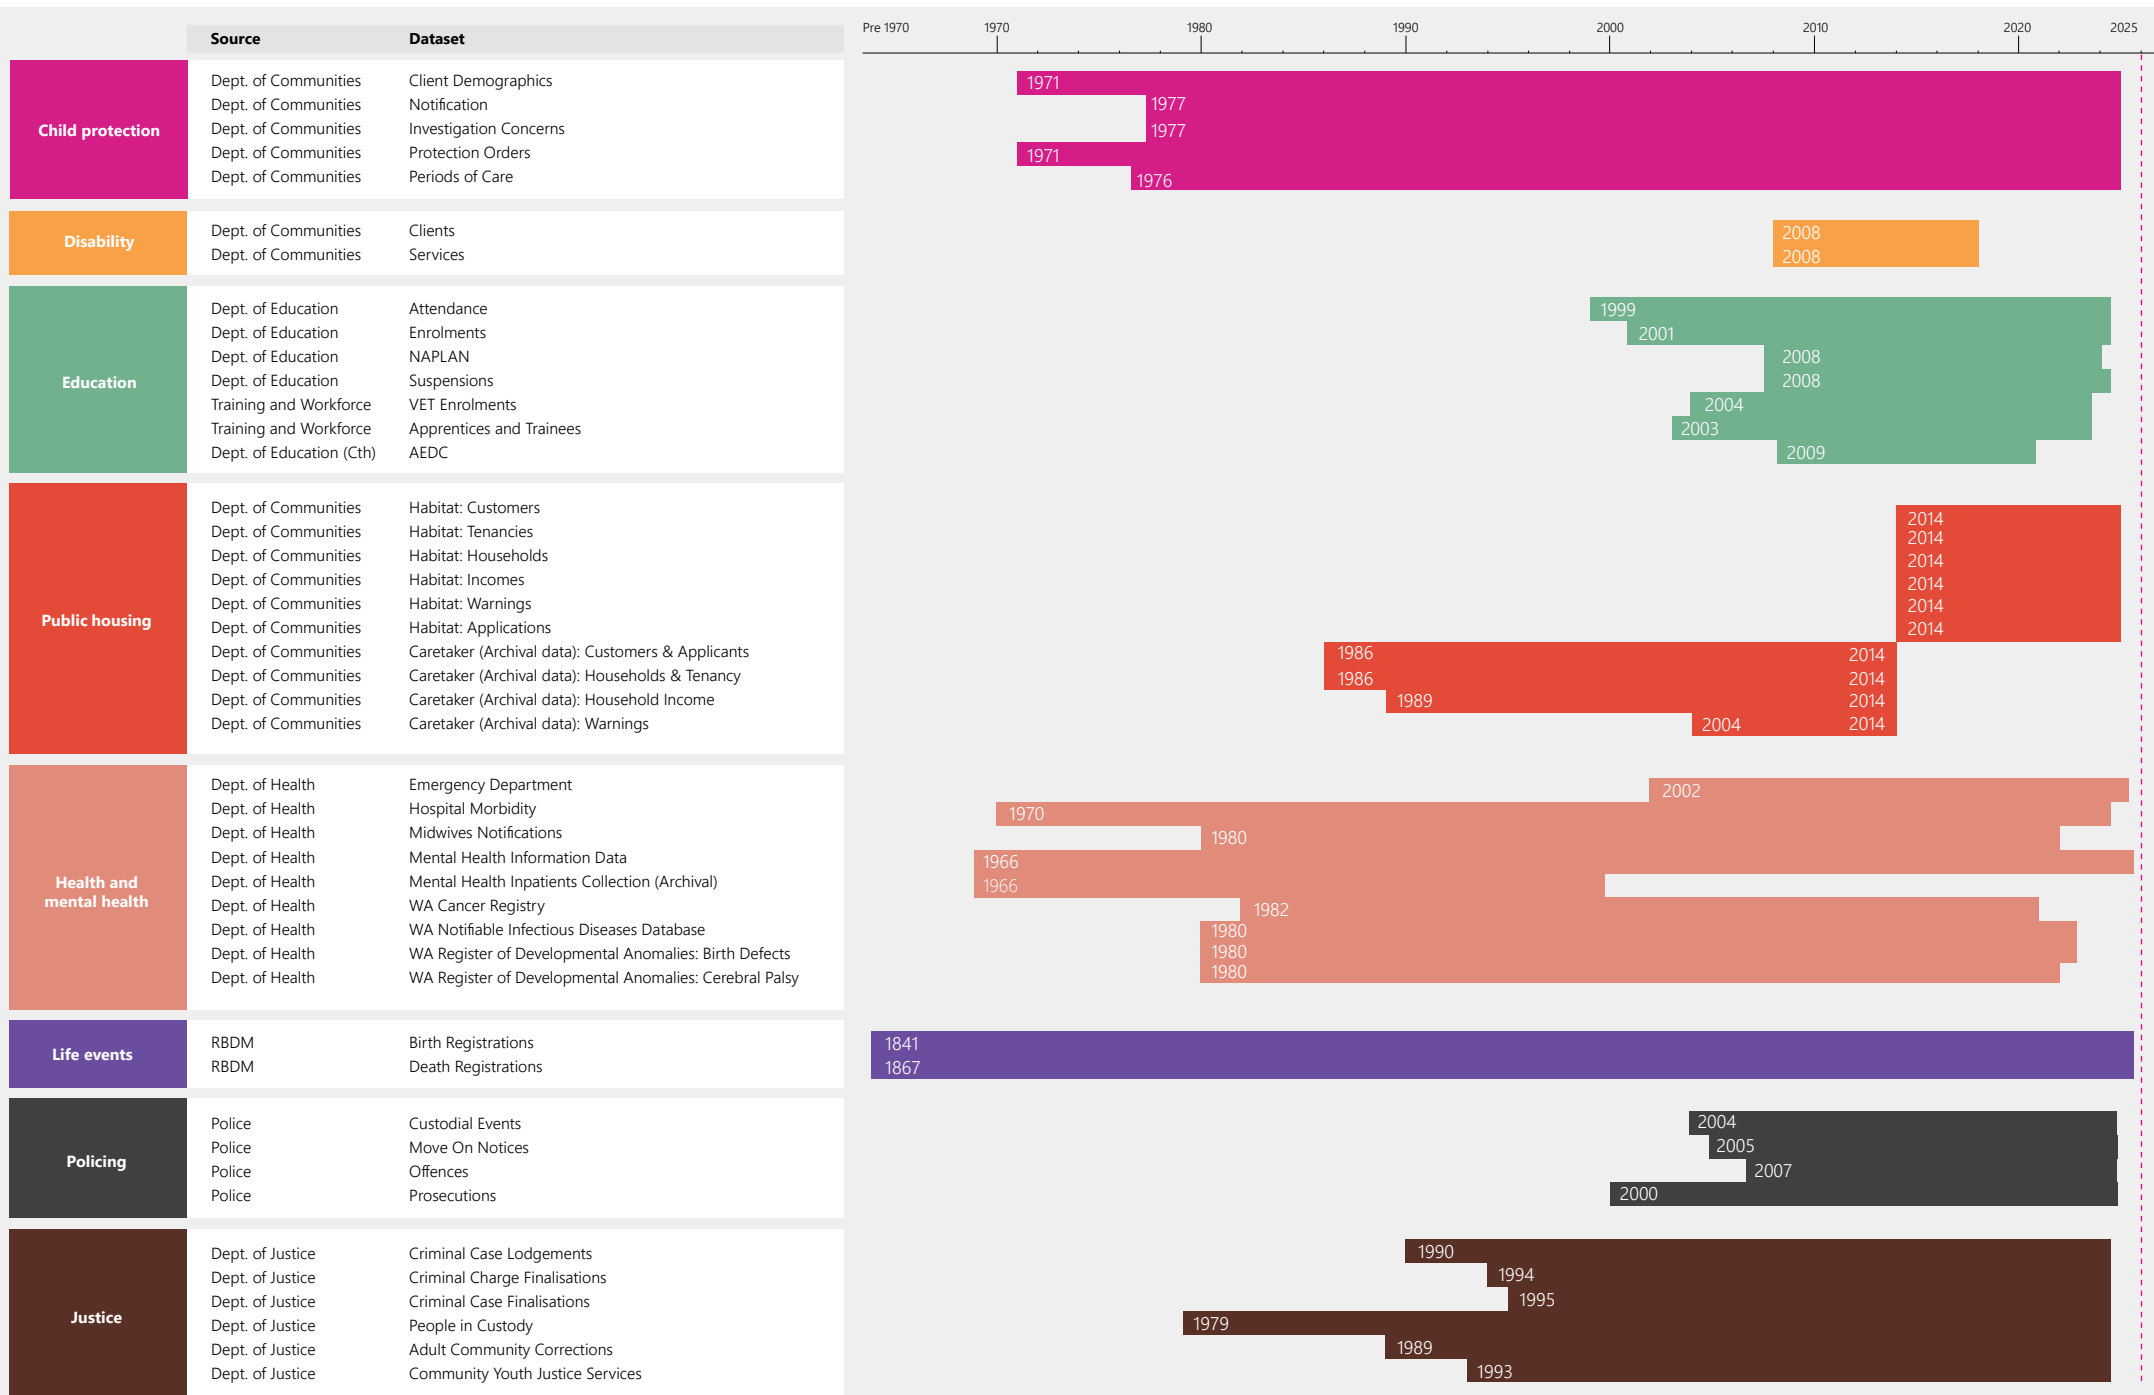 Source Dataset Pre 1970 1970 1980 1990 2000 2010 2020 2025
Child protection
Dept. of Communities Client Demographics 1971
Dept. of Communities Notification 1977
Dept. of Communities Investigation Concerns 1977
Dept. of Communities Protection Orders 1971
Dept. of Communities Periods of Care 1976
Disability
Dept. of Communities Clients 2008
Dept. of Communities Services 2008
Education
Dept. of Education Attendance 1999
Dept. of Education Enrolments 2001
Dept. of Education NAPLAN 2008
Dept. of Education Suspensions 2008
Training and Workforce VET Enrolments 2004
Training and Workforce Apprentices and Trainees 2003
Dept. of Education (Cth) AEDC 2009
Public housing
Dept. of Communities Habitat: Customers 2014
Dept. of Communities Habitat: Tenancies 2014
Dept. of Communities Habitat: Households 2014
Dept. of Communities Habitat: Incomes 2014
Dept. of Communities Habitat: Warnings 2014
Dept. of Communities Habitat: Applications 2014
Dept. of Communities Caretaker (Archival data): Customers & Applicants 1986 2014
Dept. of Communities Caretaker (Archival data): Households & Tenancy 1986 2014
Dept. of Communities Caretaker (Archival data): Household Income 1989 2014
Dept. of Communities Caretaker (Archival data): Warnings 2004 2014
Health and
mental health
Dept. of Health Emergency Department 2002
Dept. of Health Hospital Morbidity 1970
Dept. of Health Midwives Notifications 1980
Dept. of Health Mental Health Information Data 1966
Dept. of Health Mental Health Inpatients Collection (Archival) 1966
Dept. of Health WA Cancer Registry 1982
Dept. of Health WA Notifiable Infectious Diseases Database 1980
Dept. of Health WA Register of Developmental Anomalies: Birth Defects 1980
Dept. of Health WA Register of Developmental Anomalies: Cerebral Palsy 1980
Life events
RBDM Birth Registrations 1841
RBDM Death Registrations 1867
Policing
Police Custodial Events 2004
Police Move On Notices 2005
Police Offences 2007
Police Prosecutions 2000
Justice
Dept. of Justice Criminal Case Lodgements 1990
Dept. of Justice Criminal Charge Finalisations 1994
Dept. of Justice Criminal Case Finalisations 1995
Dept. of Justice People in Custody 1979
Dept. of Justice Adult Community Corrections 1989
Dept. of Justice Community Youth Justice Services 1993